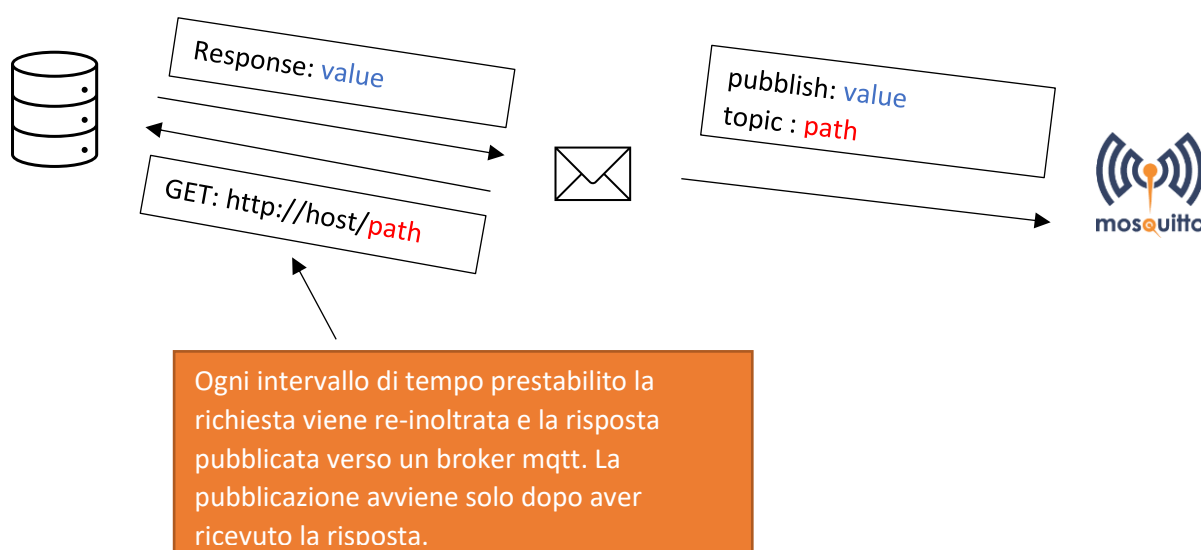 Response: value
pubblish: value
topic : path
GET: http://host/path
mosquitto
Ogni intervallo di tempo prestabilito la
richiesta viene re-inoltrata e la risposta
pubblicata verso un broker mqtt. La
pubblicazione avviene solo dopo aver
ricevuto la risposta.